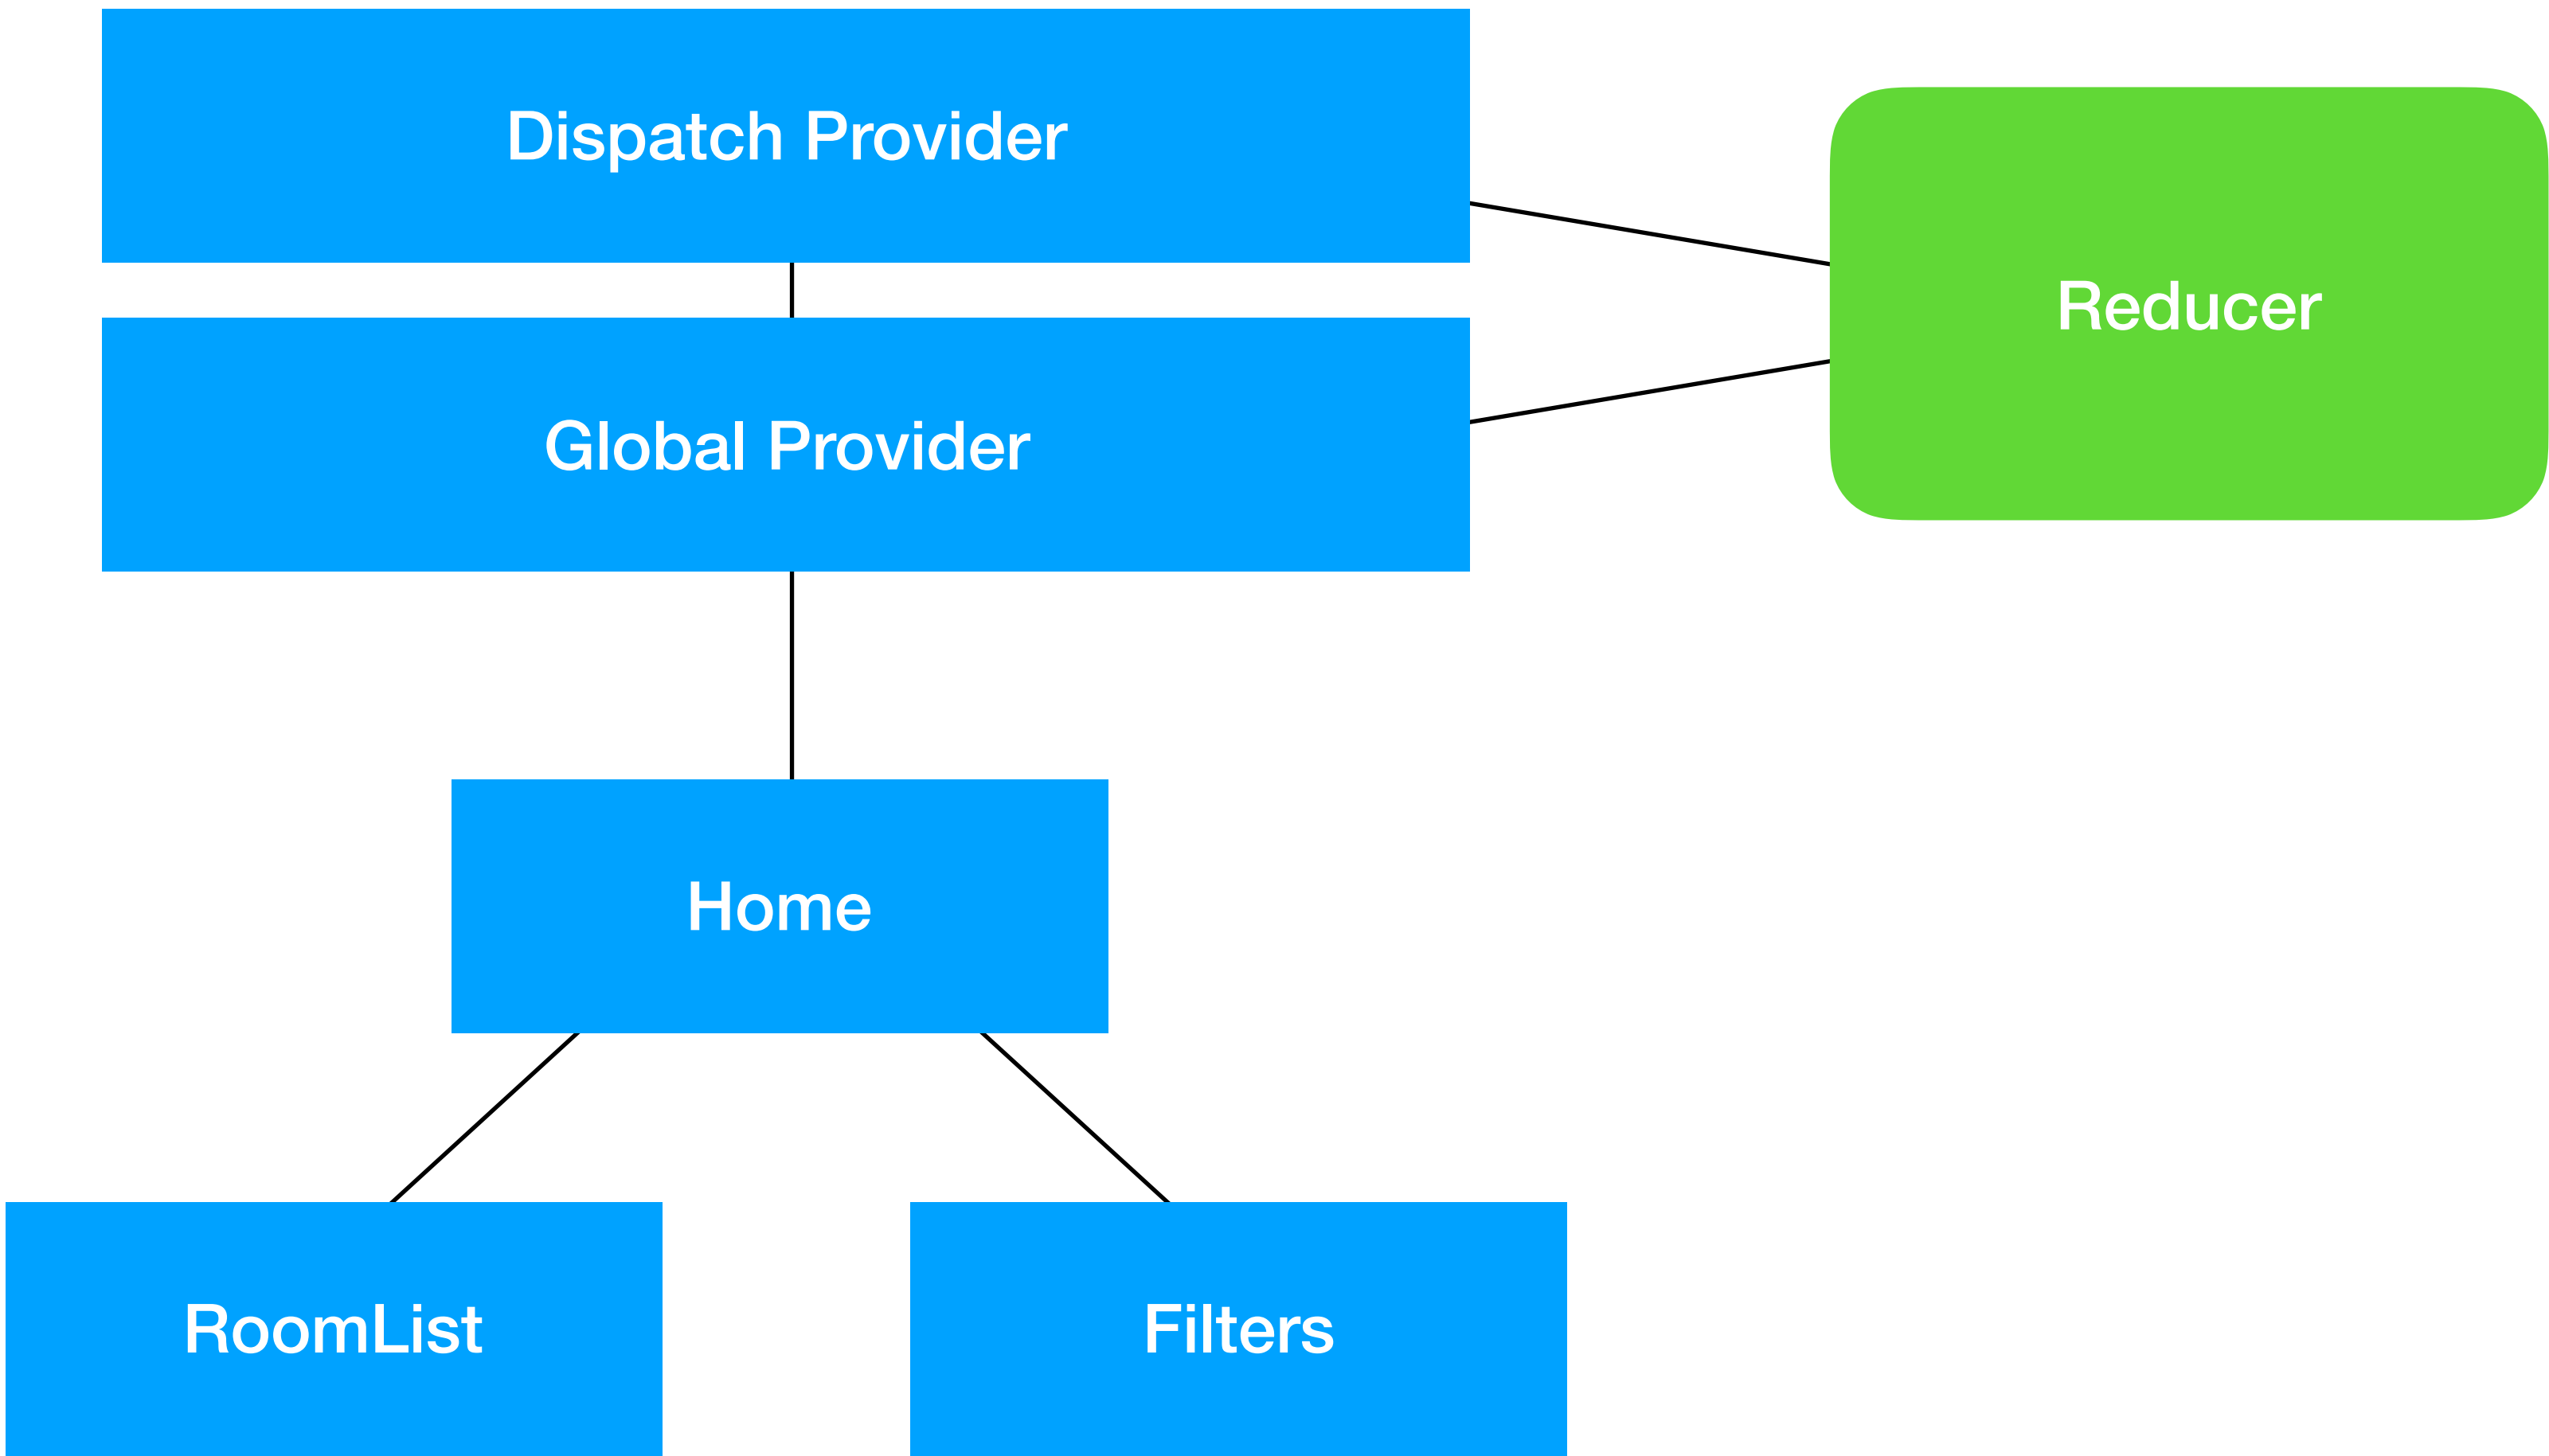 Dispatch Provider
Reducer
Global Provider
Home
RoomList
Filters